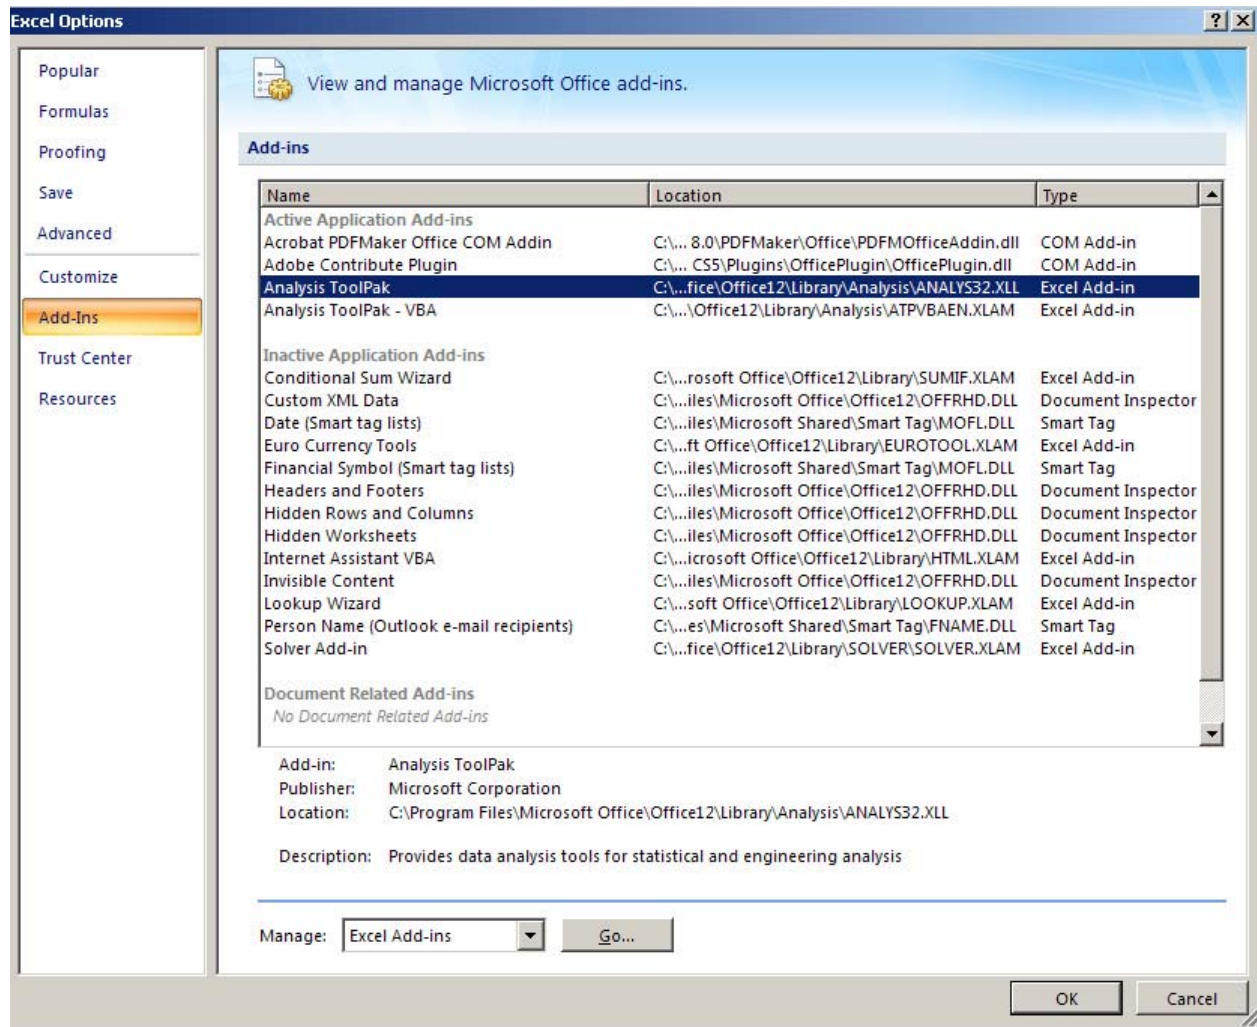 Excel Options
Popular
Formulas
Proofing
Save
Advanced
Customize
Add-Ins
Trust Center
Resources
View and manage Microsoft Office add-ins.
Add-ins
Name Location Type
Active Application Add-ins
Acrobat PDFMaker Office COM Addin C:\... 8.0\PDFMaker\Office\PDFMOfficeAddin.dll COM Add-in
Adobe Contribute Plugin C:\... CS5\Plugins\OfficePlugin\OfficePlugin.dll COM Add-in
Analysis ToolPak C:\...fice\Office12\Library\Analysis\ANALYS32.XLL Excel Add-in
Analysis ToolPak - VBA C:\...\Office12\Library\Analysis\ATPVBAEN.XLAM Excel Add-in
Inactive Application Add-ins
Conditional Sum Wizard C:\...rosoft Office\Office12\Library\SUMIF.XLAM Excel Add-in
Custom XML Data C:\...iles\Microsoft Office\Office12\OFFRHD.DLL Document Inspector
Date (Smart tag lists) C:\...iles\Microsoft Shared\Smart Tag\MOFL.DLL Smart Tag
Euro Currency Tools C:\...ft Office\Office12\Library\EUROTOOL.XLAM Excel Add-in
Financial Symbol (Smart tag lists) C:\...iles\Microsoft Shared\Smart Tag\MOFL.DLL Smart Tag
Headers and Footers C:\...iles\Microsoft Office\Office12\OFFRHD.DLL Document Inspector
Hidden Rows and Columns C:\...iles\Microsoft Office\Office12\OFFRHD.DLL Document Inspector
Hidden Worksheets C:\...iles\Microsoft Office\Office12\OFFRHD.DLL Document Inspector
Internet Assistant VBA C:\...icrosoft Office\Office12\Library\HTML.XLAM Excel Add-in
Invisible Content C:\...iles\Microsoft Office\Office12\OFFRHD.DLL Document Inspector
Lookup Wizard C:\...soft Office\Office12\Library\LOOKUP.XLAM Excel Add-in
Person Name (Outlook e-mail recipients) C:\...es\Microsoft Shared\Smart Tag\FNAME.DLL Smart Tag
Solver Add-in C:\...fice\Office12\Library\SOLVER\SOLVER.XLAM Excel Add-in
Document Related Add-ins
No Document Related Add-ins
Add-in: Analysis ToolPak
Publisher: Microsoft Corporation
Location: C:\Program Files\Microsoft Office\Office12\Library\Analysis\ANALYS32.XLL
Description: Provides data analysis tools for statistical and engineering analysis
Manage: Excel Add-ins Go...
OK Cancel